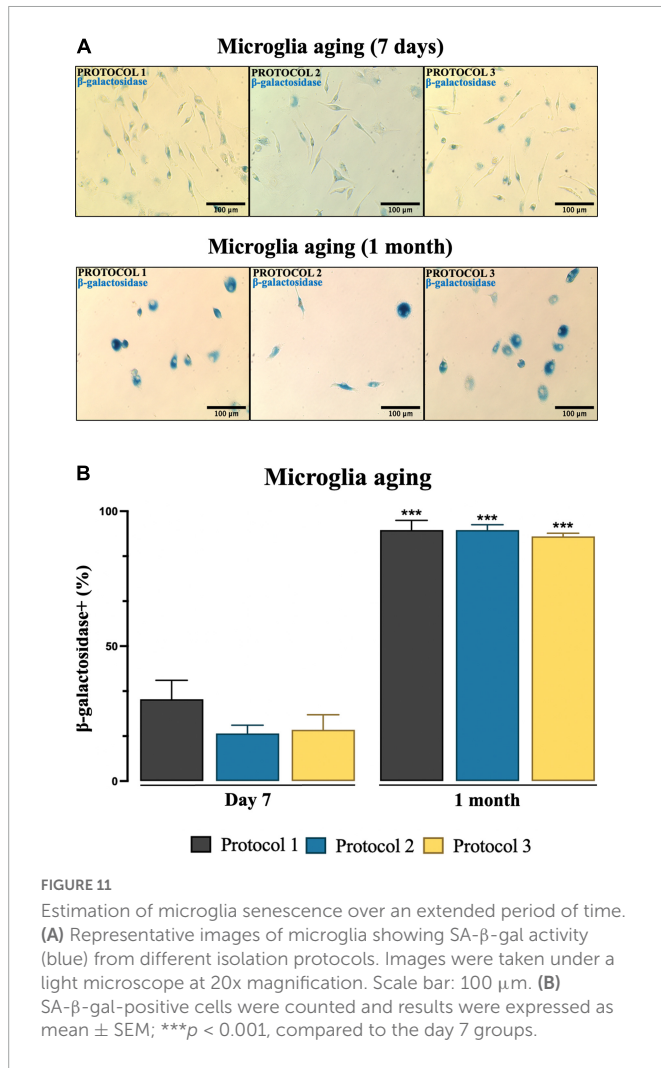 A
Microglia aging (7 days)
PROTOCOL 1
β-galactosidase
100 µm
PROTOCOL 2
β-galactosidase
100 µm
PROTOCOL 3
β-galactosidase
100 µm
Microglia aging (1 month)
PROTOCOL 1
β-galactosidase
100 µm
PROTOCOL 2
β-galactosidase
100 µm
PROTOCOL 3
β-galactosidase
100 µm
B
Microglia aging
β-galactosidase+ (%)
100
50
0
*** *** ***
Day 7 1 month
Protocol 1 Protocol 2 Protocol 3
FIGURE 11
Estimation of microglia senescence over an extended period of time.
(A) Representative images of microglia showing SA-β-gal activity
(blue) from different isolation protocols. Images were taken under a
light microscope at 20x magnification. Scale bar: 100 µm. (B)
SA-β-gal-positive cells were counted and results were expressed as
mean ± SEM; ***p < 0.001, compared to the day 7 groups.